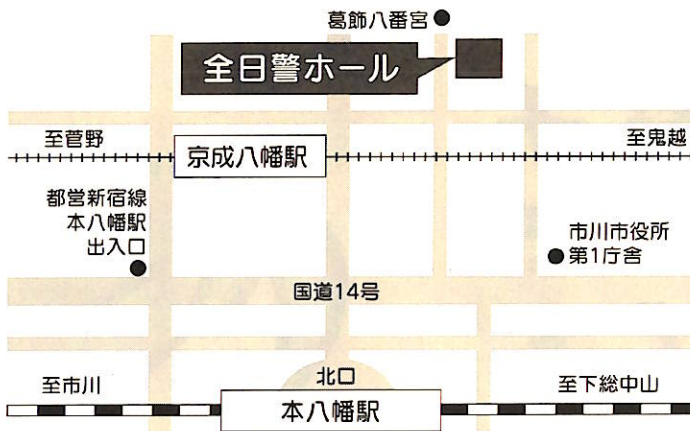 葛飾八番宮
全日警ホール
至菅野
至鬼越
京成八幡駅
都営新宿線
本八幡駅
出入口
市川市役所
第1庁舎
国道14号
至市川
北口
至下総中山
本八幡駅